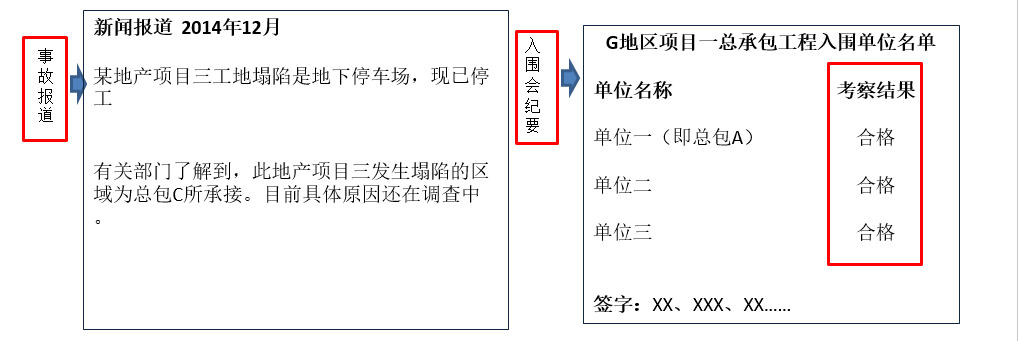 事故报道
新闻报道 2014年12月
某地产项目三工地塌陷是地下停车场，现已停
工
有关部门了解到，此地产项目三发生塌陷的区
域为总包C所承接。目前具体原因还在调查中
。
入围会纪要
G地区项目一总承包工程入围单位名单
单位名称 考察结果
单位一（即总包A） 合格
单位二 合格
单位三 合格
签字：XX、XXX、XX……